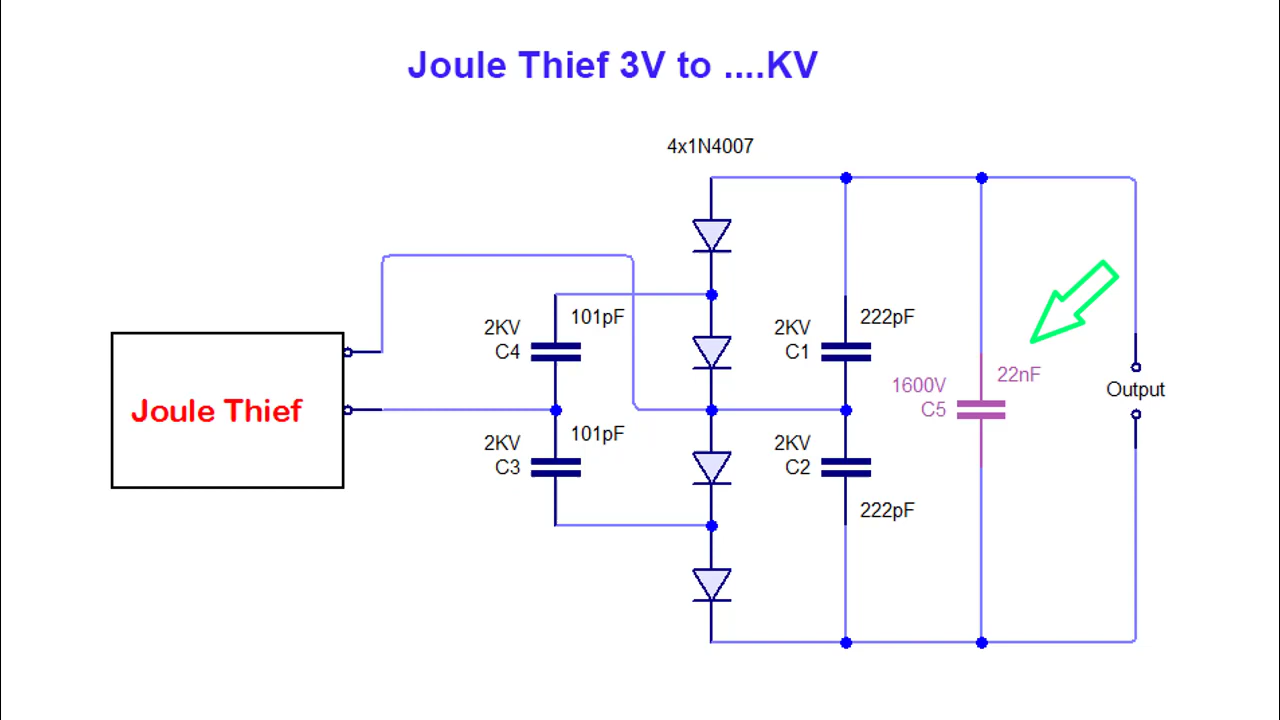 Joule Thief 3V to ....KV
4x1N4007
2KV
C4
101pF
2KV
C1
222pF
1600V
C5
22nF
Output
Joule Thief
2KV
C3
101pF
2KV
C2
222pF